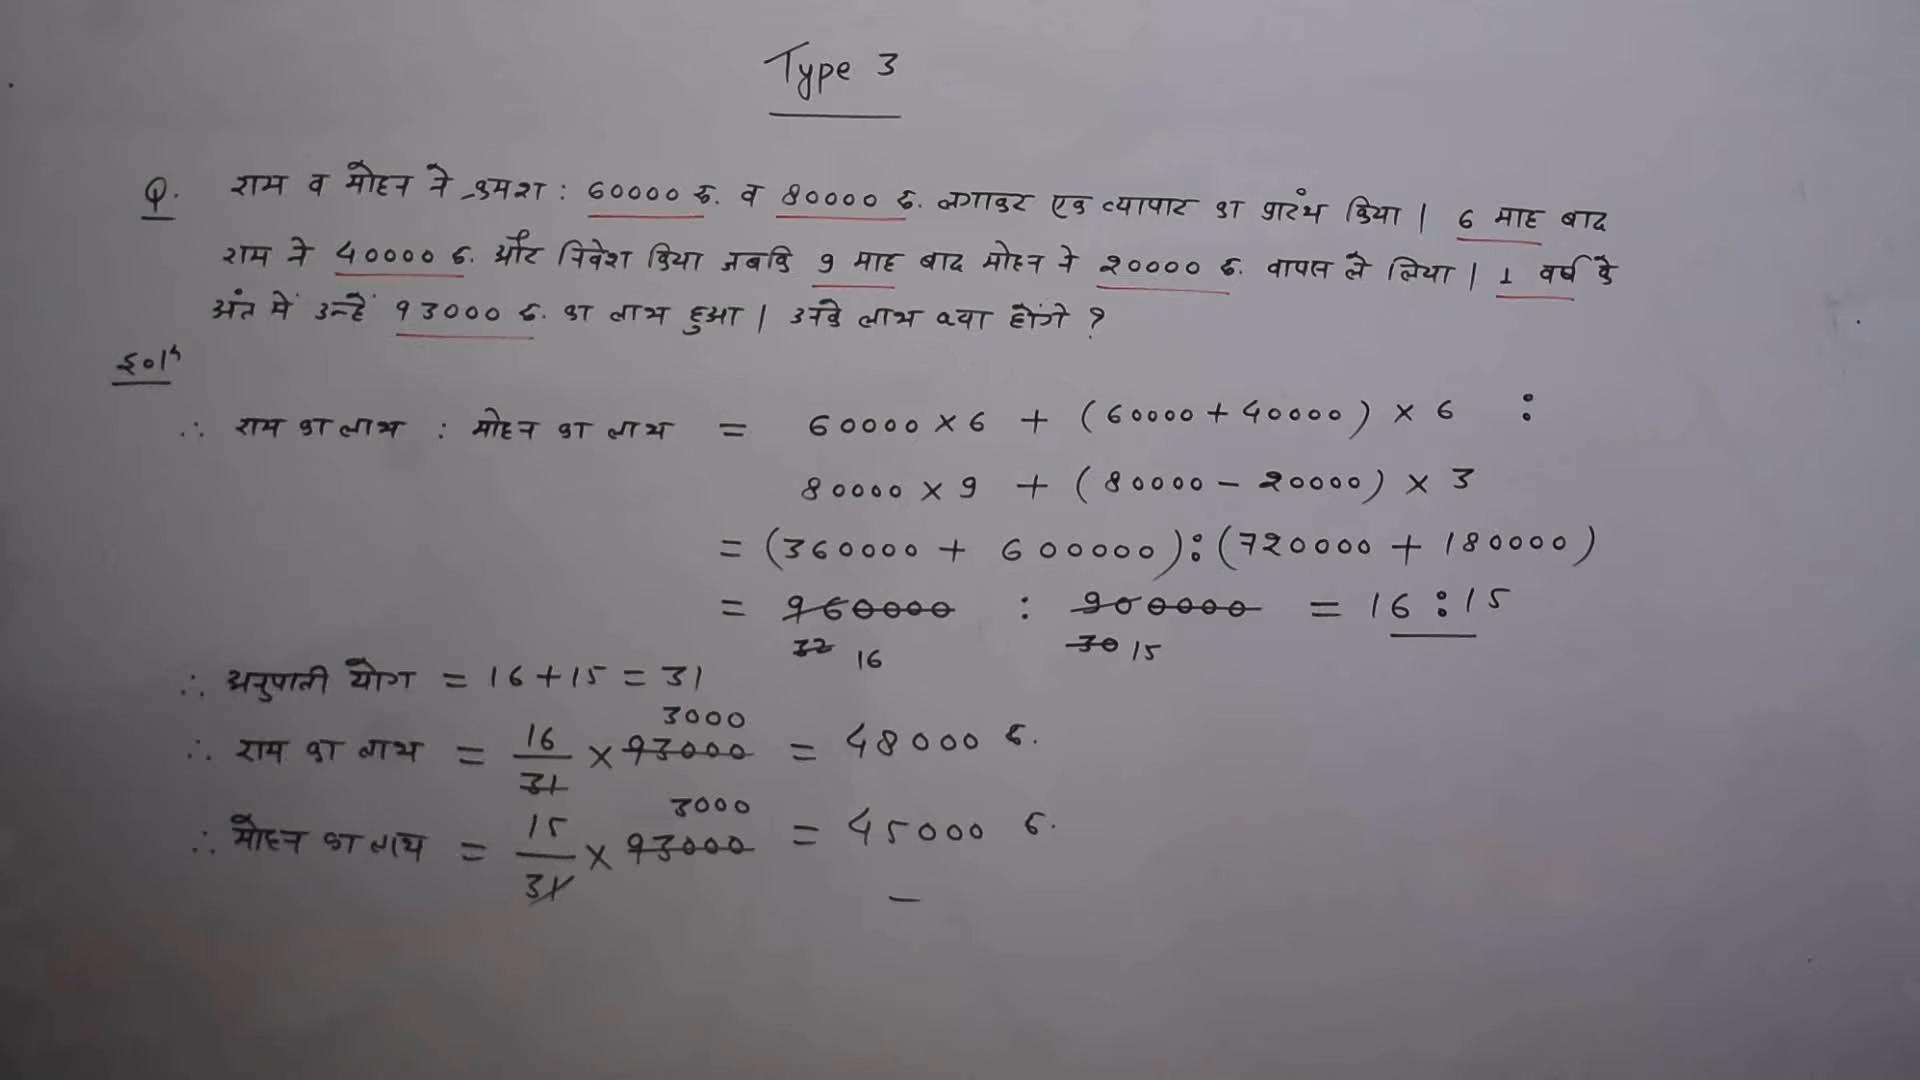 Type 3
Q. राम व मोहन ने क्रमश : 60000 रु. व 80000 रु. लगाकर एक व्यापार का प्रारंभ किया | 6 माह बाद
राम ने 40000 रु. और निवेश किया जबकि 9 माह बाद मोहन ने 20000 रु. वापस ले लिया | 1 वर्ष के
अंत में उन्हें 93000 रु. का लाभ हुआ | उनके लाभ क्या होंगे ?
Solⁿ
∴ राम का लाभ : मोहन का लाभ = 60000 × 6 + (60000 + 40000) × 6 :
80000 × 9 + (80000 - 20000) × 3
= (360000 + 600000) : (720000 + 180000)
= 960000 : 900000 = 16 : 15
32 16 30 15
∴ अनुपाती योग = 16 + 15 = 31
3000
∴ राम का लाभ = 16/31 × 93000 = 48000 रु.
3000
∴ मोहन का लाभ = 15/31 × 93000 = 45000 रु.